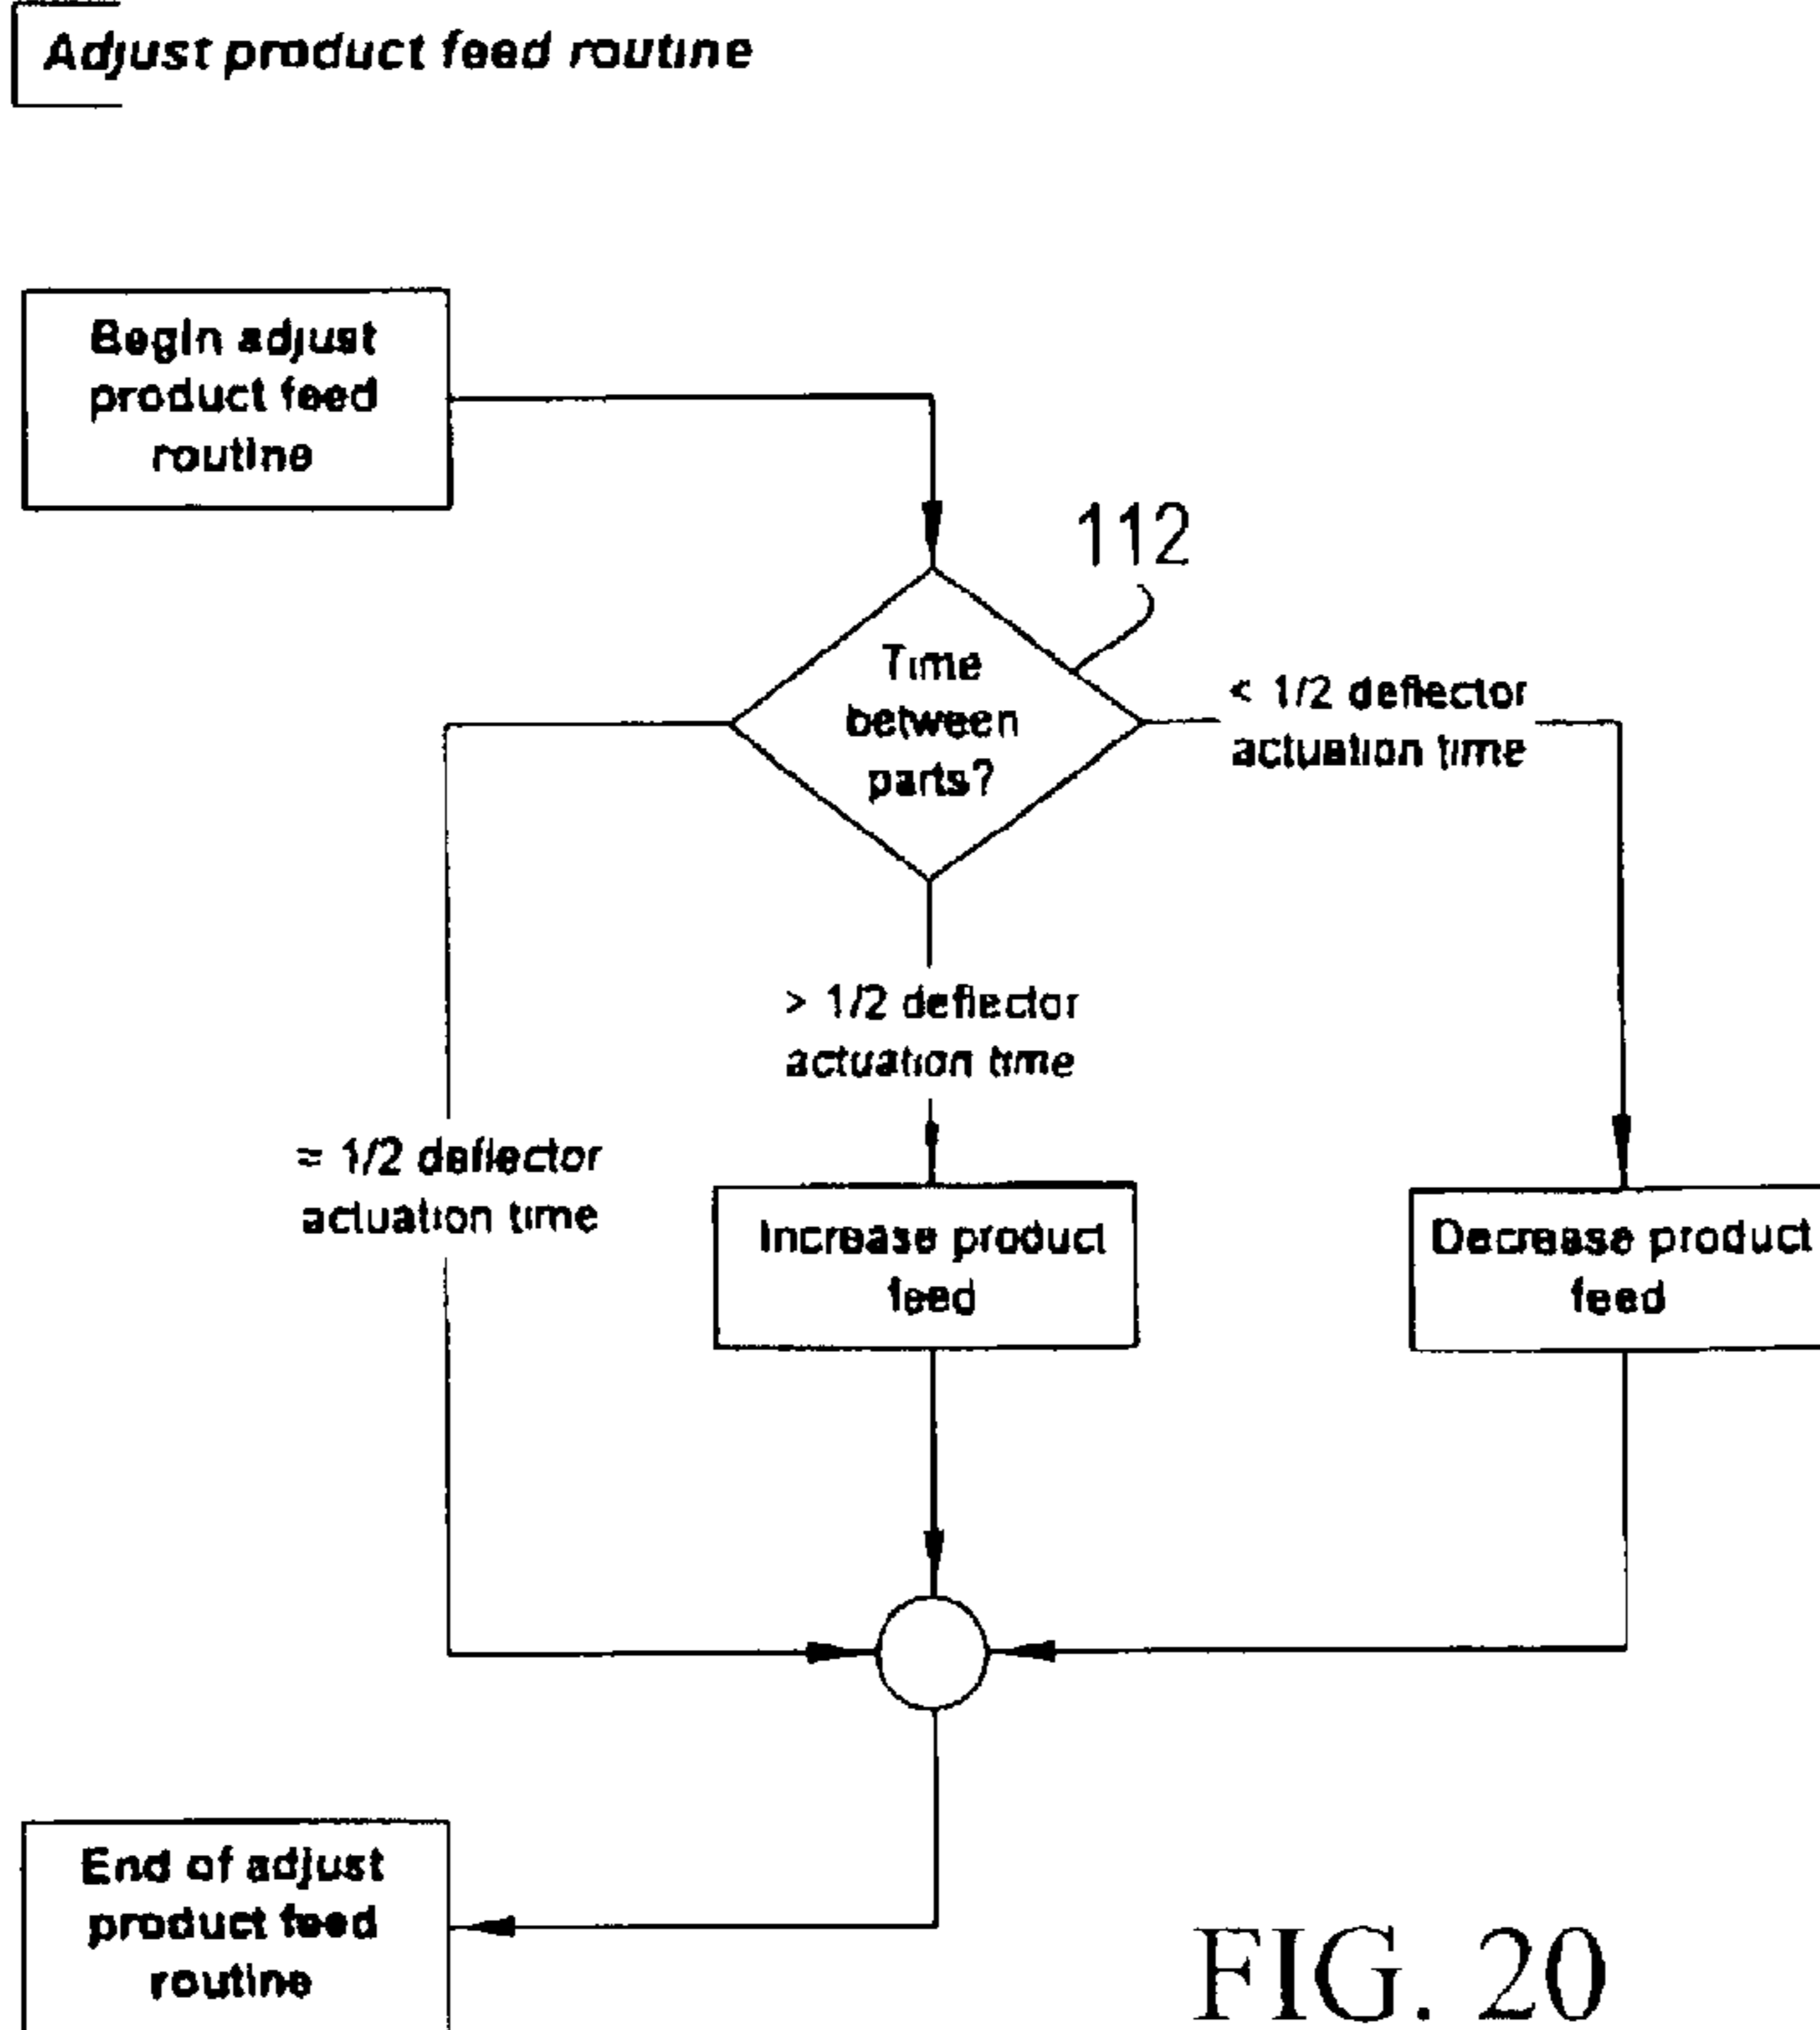 Adjust product feed routine
Begin adjust
product feed
routine
112
Time
between
parts?
< 1/2 deflector
actuation time
> 1/2 deflector
actuation time
≈ 1/2 deflector
actuation time
Increase product
feed
Decrease product
feed
End of adjust
product feed
routine
FIG. 20